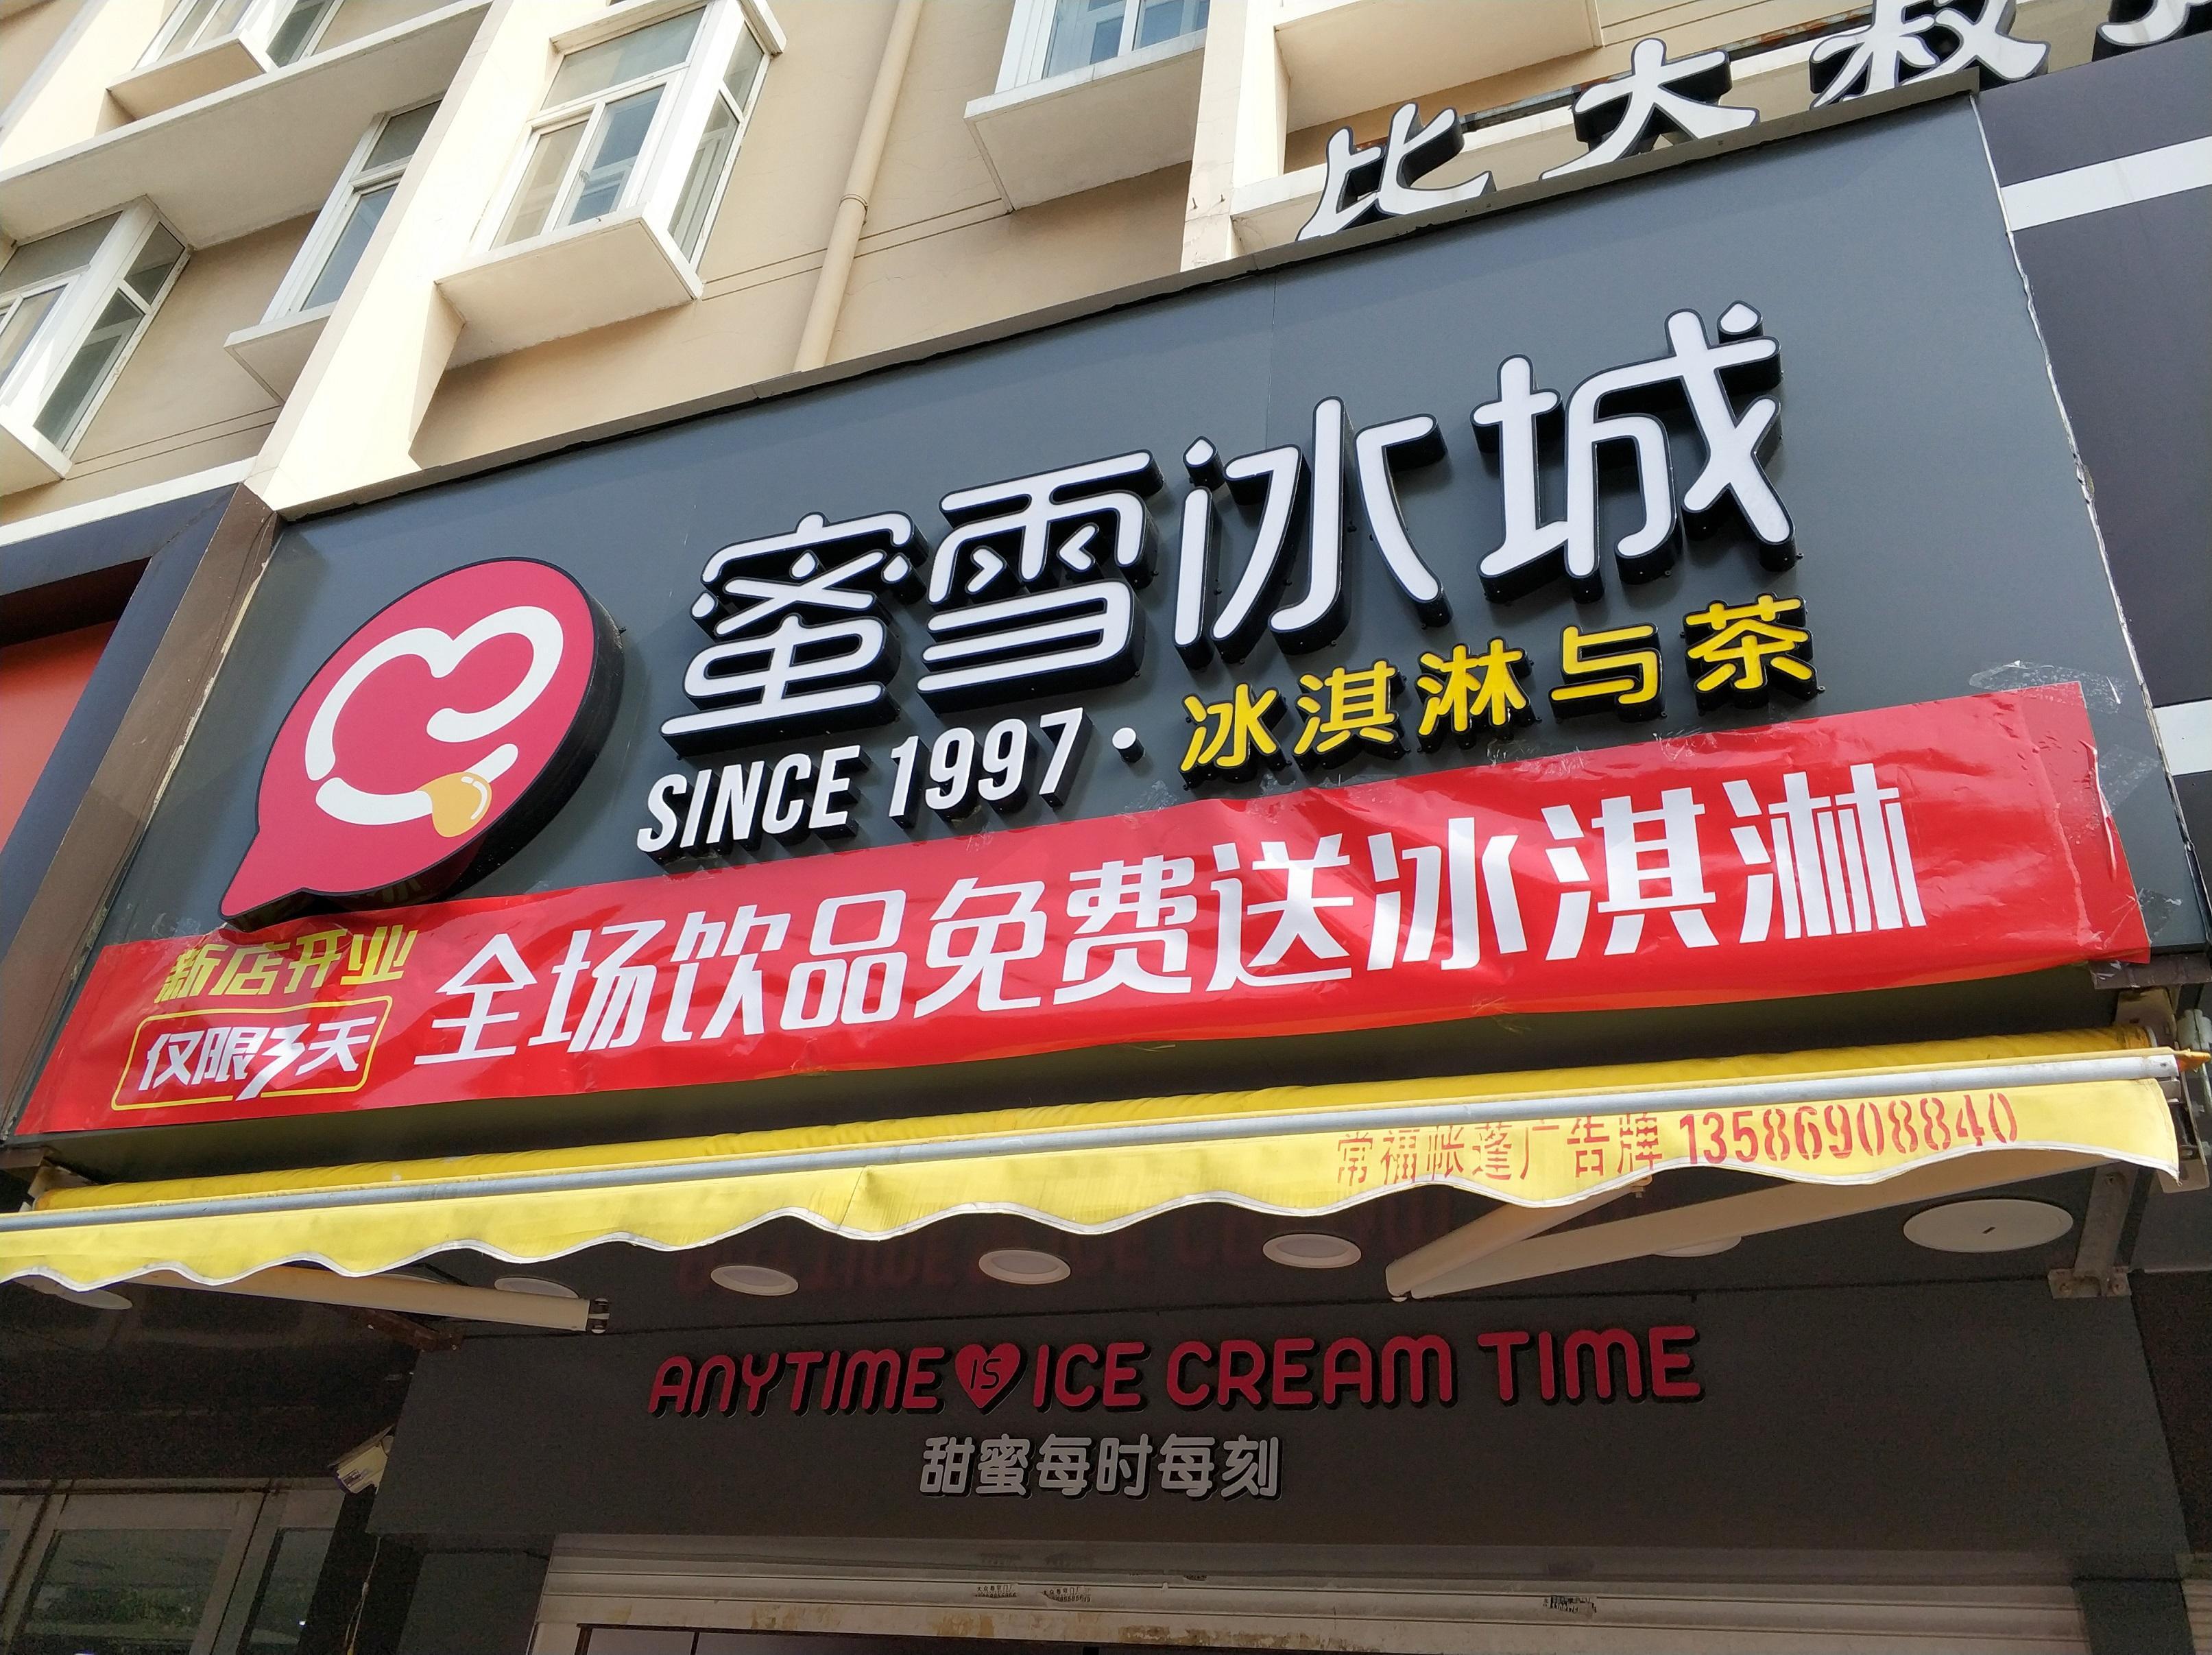 比大叔
蜜雪冰城
SINCE 1997·冰淇淋与茶
新店开业
仅限3天
全场饮品免费送冰淇淋
常福帐蓬广告牌 13586908840
ANYTIME IS ICE CREAM TIME
甜蜜每时每刻